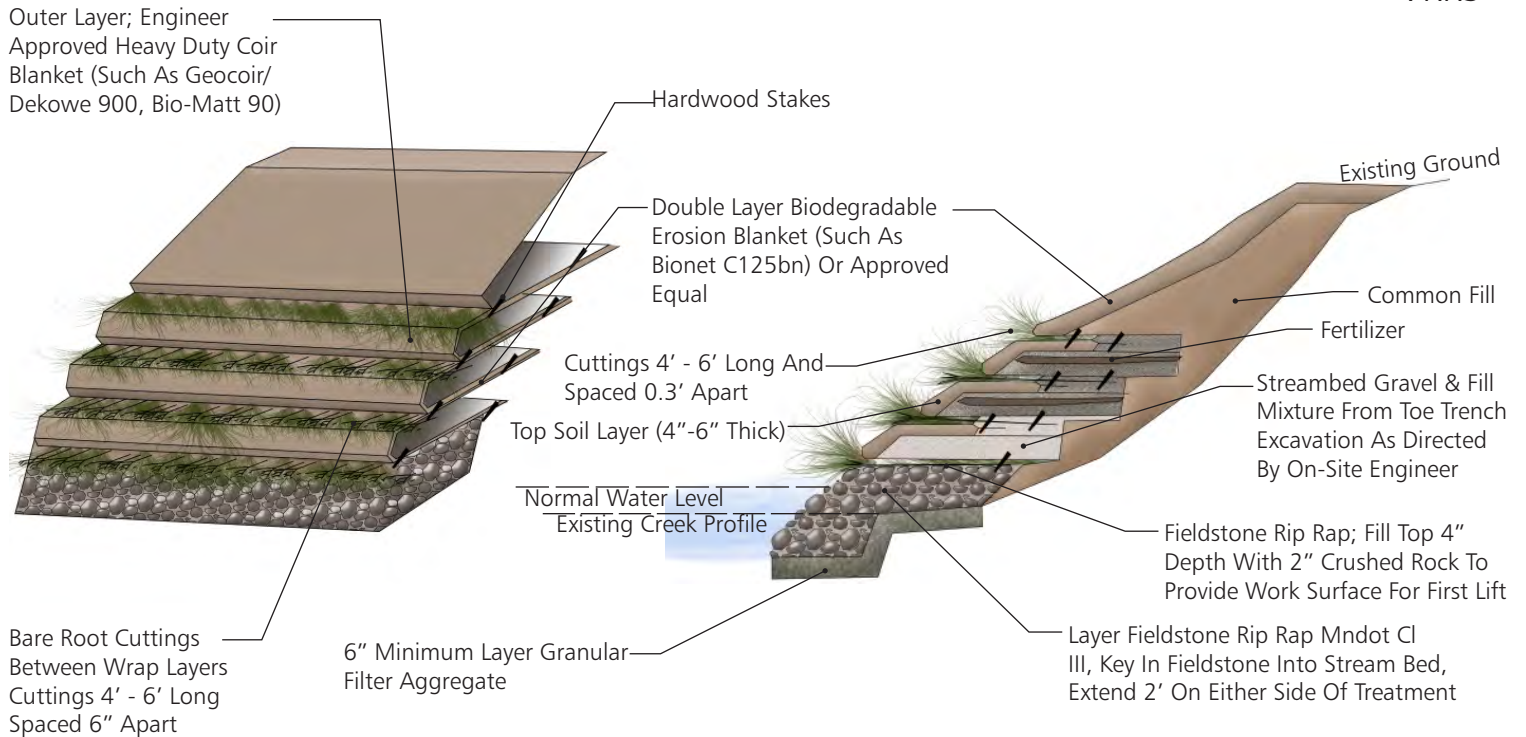 Outer Layer; Engineer
Approved Heavy Duty Coir
Blanket (Such As Geocoir/
Dekowe 900, Bio-Matt 90)
Hardwood Stakes
Existing Ground
Double Layer Biodegradable
Erosion Blanket (Such As
Bionet C125bn) Or Approved
Equal
Common Fill
Fertilizer
Cuttings 4' - 6' Long And
Spaced 0.3' Apart
Streambed Gravel & Fill
Mixture From Toe Trench
Excavation As Directed
By On-Site Engineer
Top Soil Layer (4”-6” Thick)
Normal Water Level
Existing Creek Profile
Fieldstone Rip Rap; Fill Top 4”
Depth With 2” Crushed Rock To
Provide Work Surface For First Lift
Bare Root Cuttings
Between Wrap Layers
Cuttings 4' - 6' Long
Spaced 6” Apart
6” Minimum Layer Granular
Filter Aggregate
Layer Fieldstone Rip Rap Mndot Cl
III, Key In Fieldstone Into Stream Bed,
Extend 2' On Either Side Of Treatment